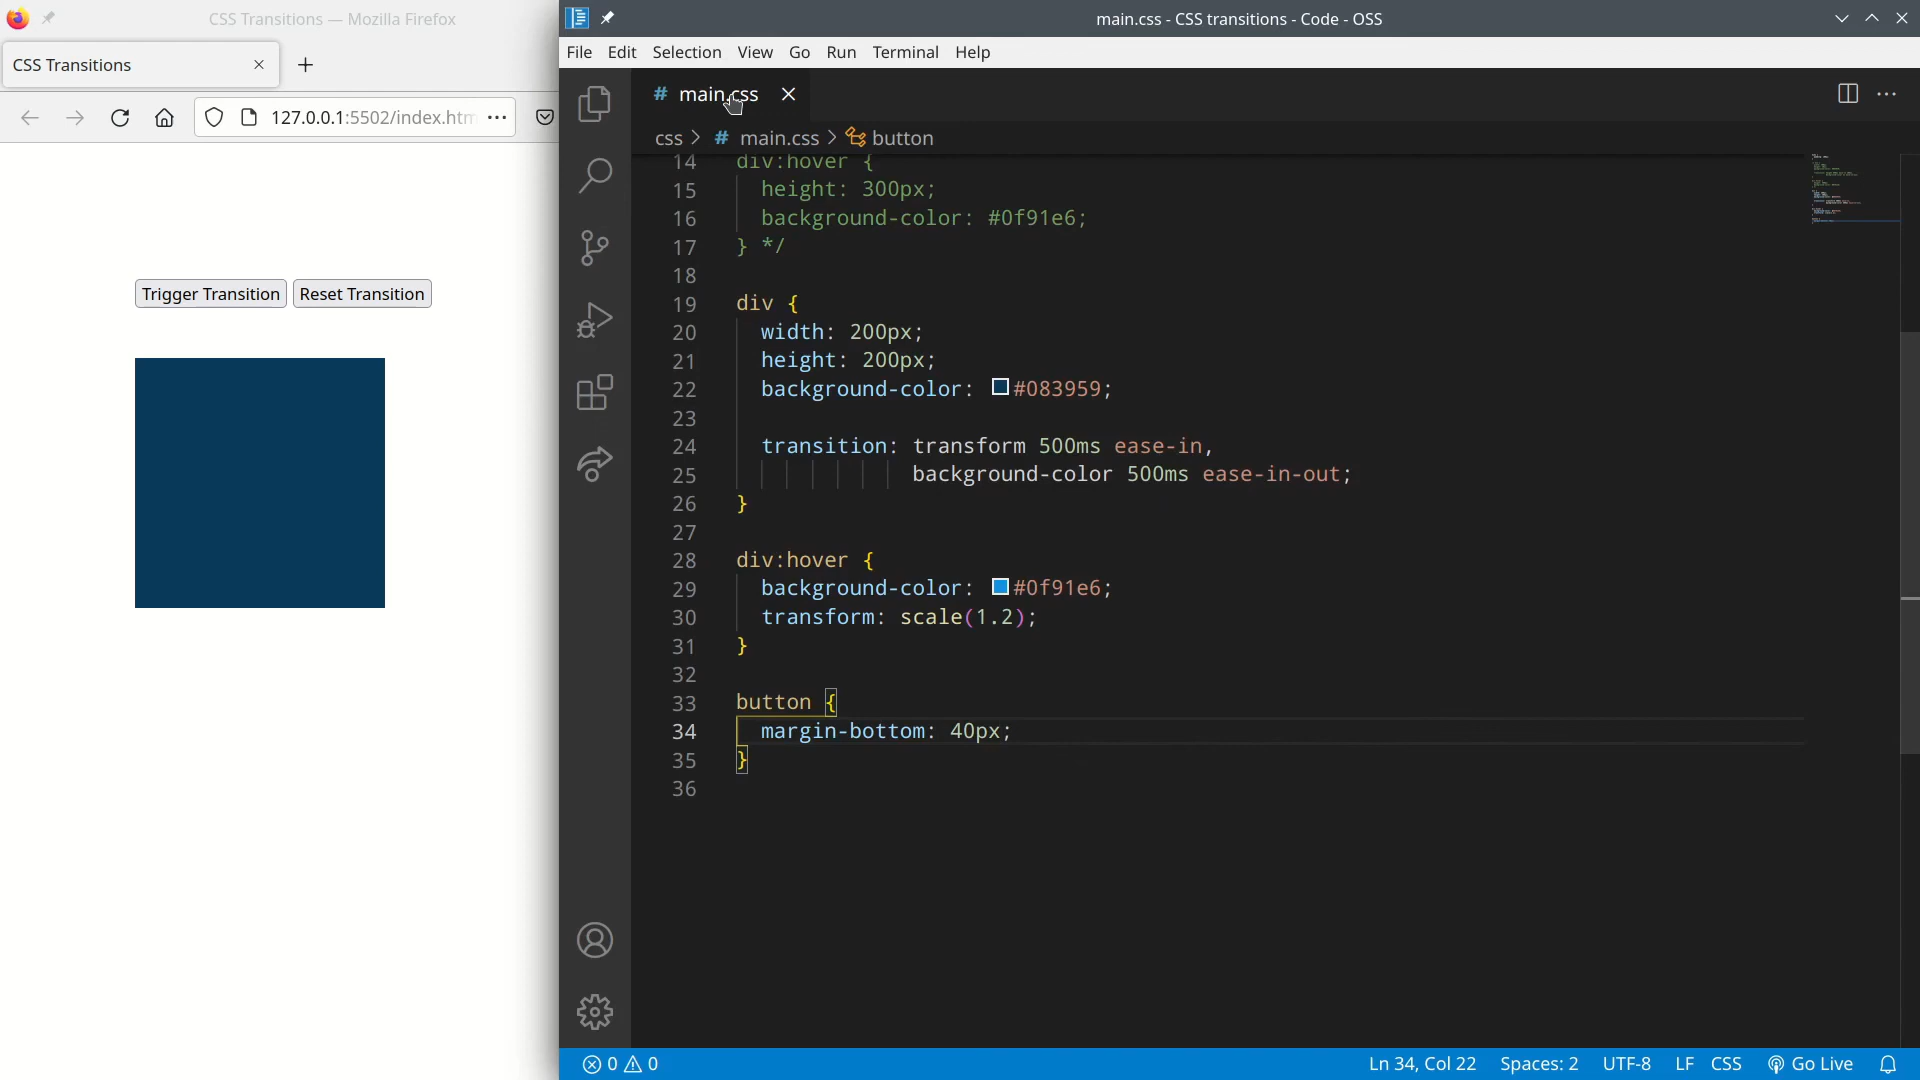 CSS Transitions — Mozilla Firefox
CSS Transitions
127.0.0.1:5502/index.htm
Trigger Transition
Reset Transition
main.css - CSS transitions - Code - OSS
File Edit Selection View Go Run Terminal Help
# main.css
css > # main.css > button
14 div:hover {
15 height: 300px;
16 background-color: #0f91e6;
17 } */
18
19 div {
20 width: 200px;
21 height: 200px;
22 background-color: #083959;
23
24 transition: transform 500ms ease-in,
25 background-color 500ms ease-in-out;
26 }
27
28 div:hover {
29 background-color: #0f91e6;
30 transform: scale(1.2);
31 }
32
33 button {
34 margin-bottom: 40px;
35 }
36
0 0 Ln 34, Col 22 Spaces: 2 UTF-8 LF CSS Go Live